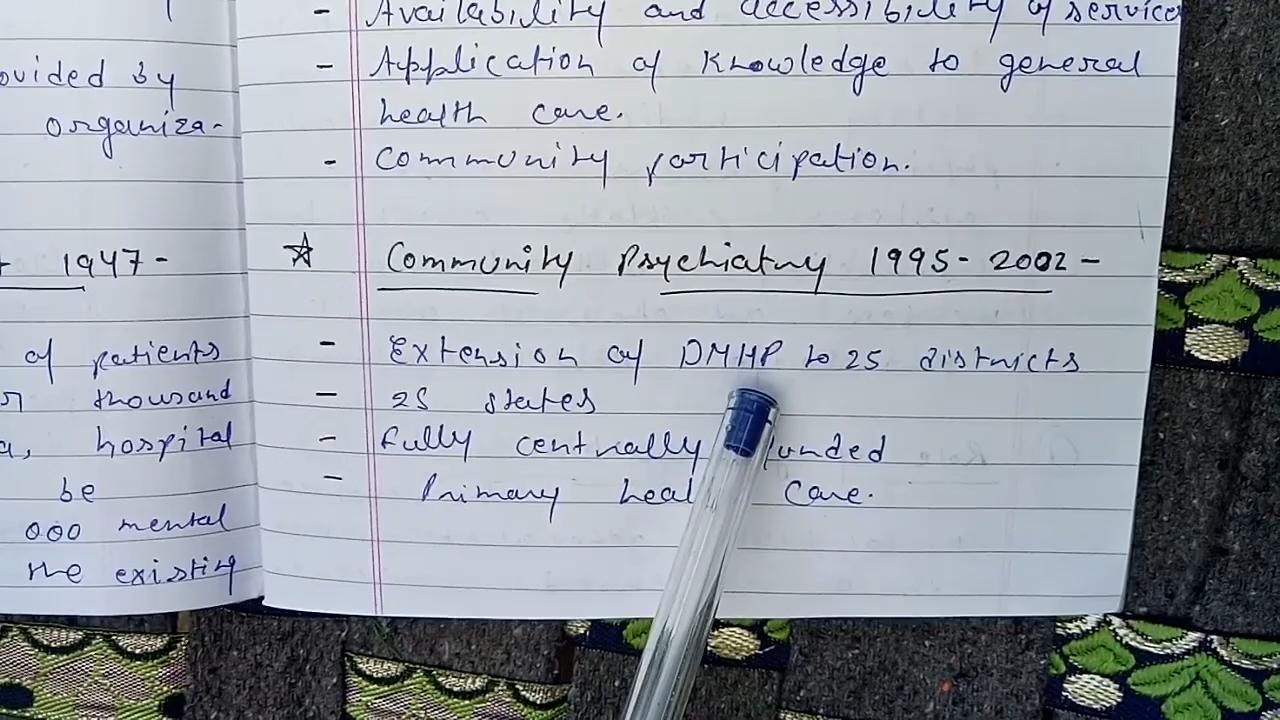 ovided by
organiza-
1947-
of patients
thousand
hospital
be
000 mental
the existing
- Availability and accessibility of service
- Application of Knowledge to general
health care.
- Community participation.
☆ Community Psychiatry 1995-2002-
- Extension of DMHP to 25 districts
- 25 states
- Fully centrally funded
- Primary heal care.